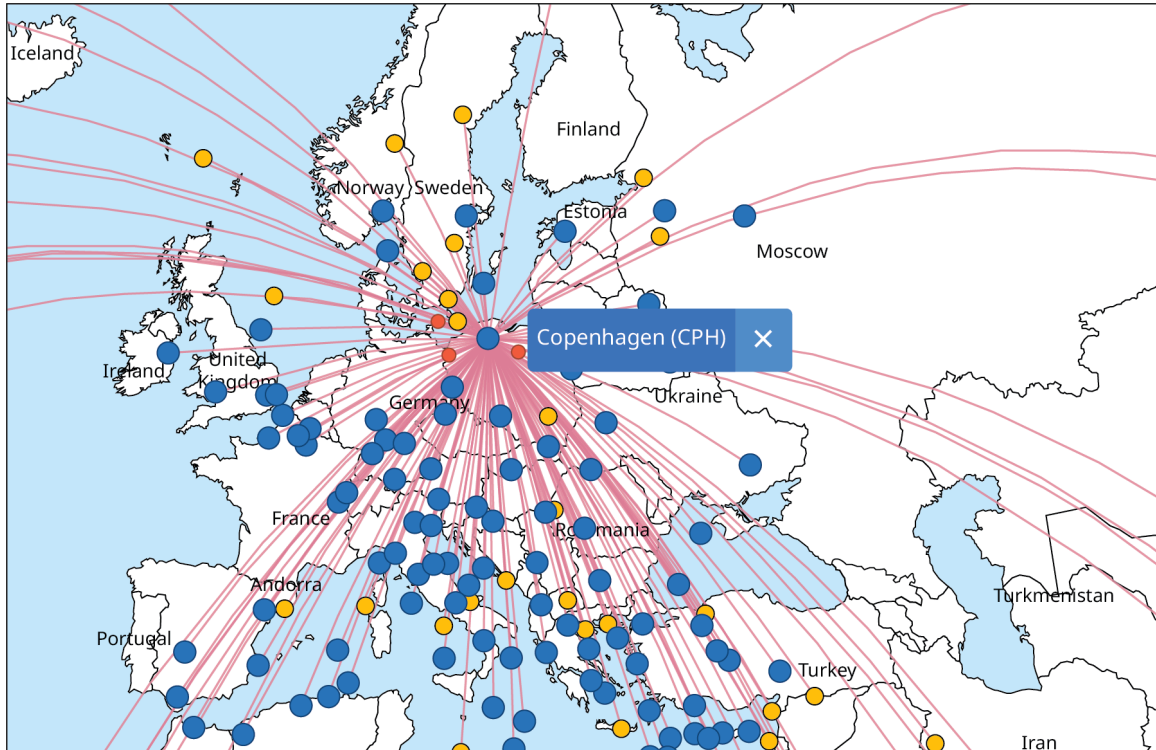 Iceland
Finland
Norway
Sweden
Estonia
Moscow
Copenhagen (CPH)
Ireland
United
Kingdom
Germany
Ukraine
France
Andorra
Turkmenistan
Portugal
Turkey
Iran